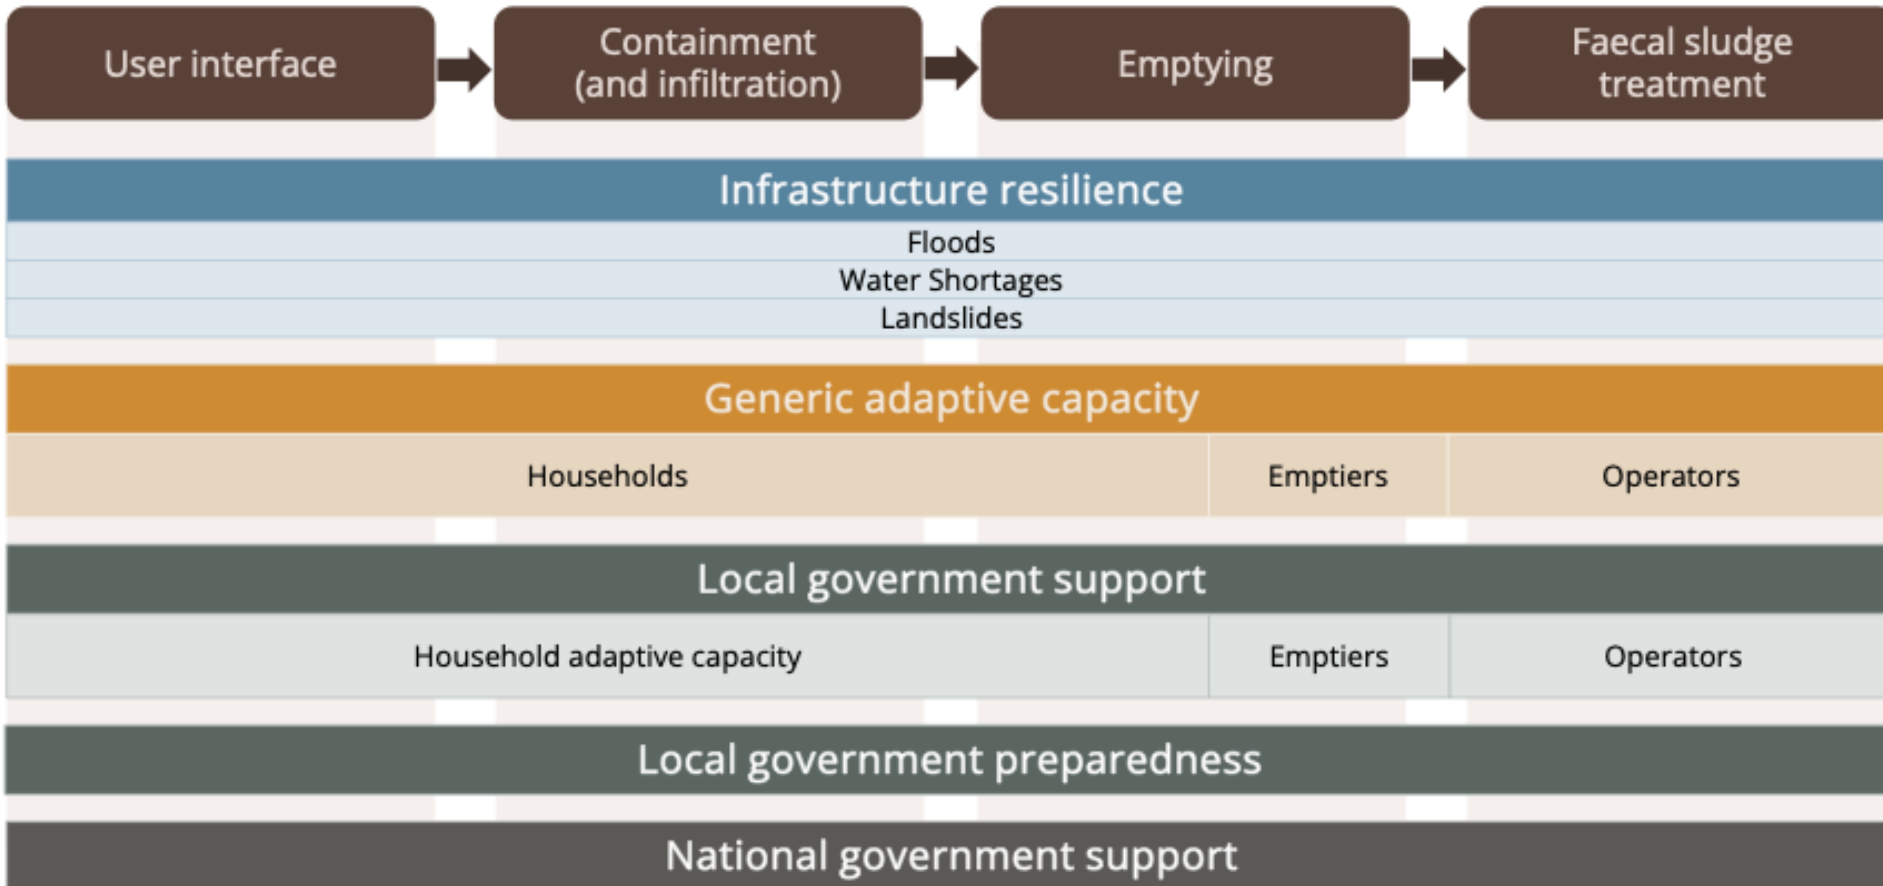 User interface
Containment
(and infiltration)
Emptying
Faecal sludge
treatment
Infrastructure resilience
Floods
Water Shortages
Landslides
Generic adaptive capacity
Households
Emptiers
Operators
Local government support
Household adaptive capacity
Emptiers
Operators
Local government preparedness
National government support